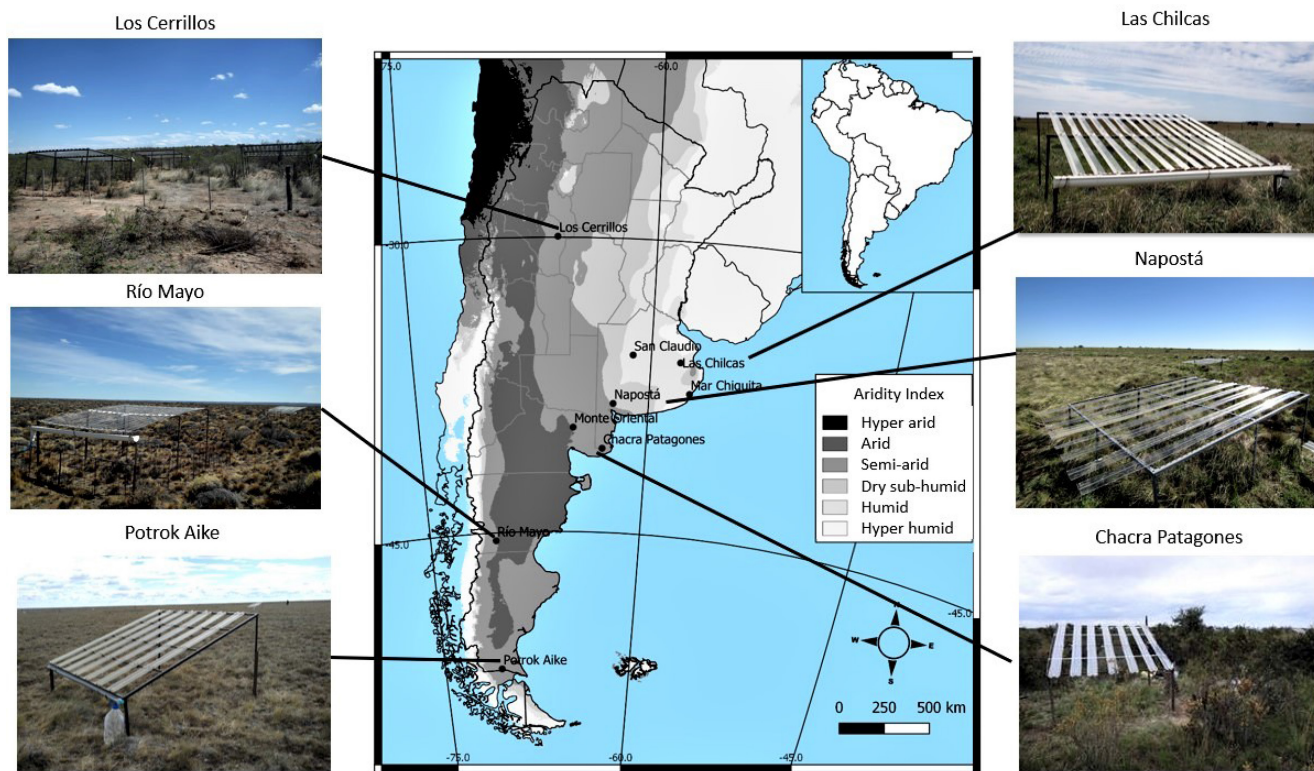 Los Cerrillos
Las Chilcas
Río Mayo
Napostá
Potrok Aike
Chacra Patagones
-75.0
-60.0
-30.0
Los Cerrillos
San Claudio
Las Chilcas
Napostá
Mar Chiquita
Monte Oriental
Chacra Patagones
Río Mayo
-45.0
-45.0
Potrok Aike
-75.0
-60.0
-45.0
Aridity Index
Hyper arid
Arid
Semi-arid
Dry sub-humid
Humid
Hyper humid
W
E
S
0 250 500 km